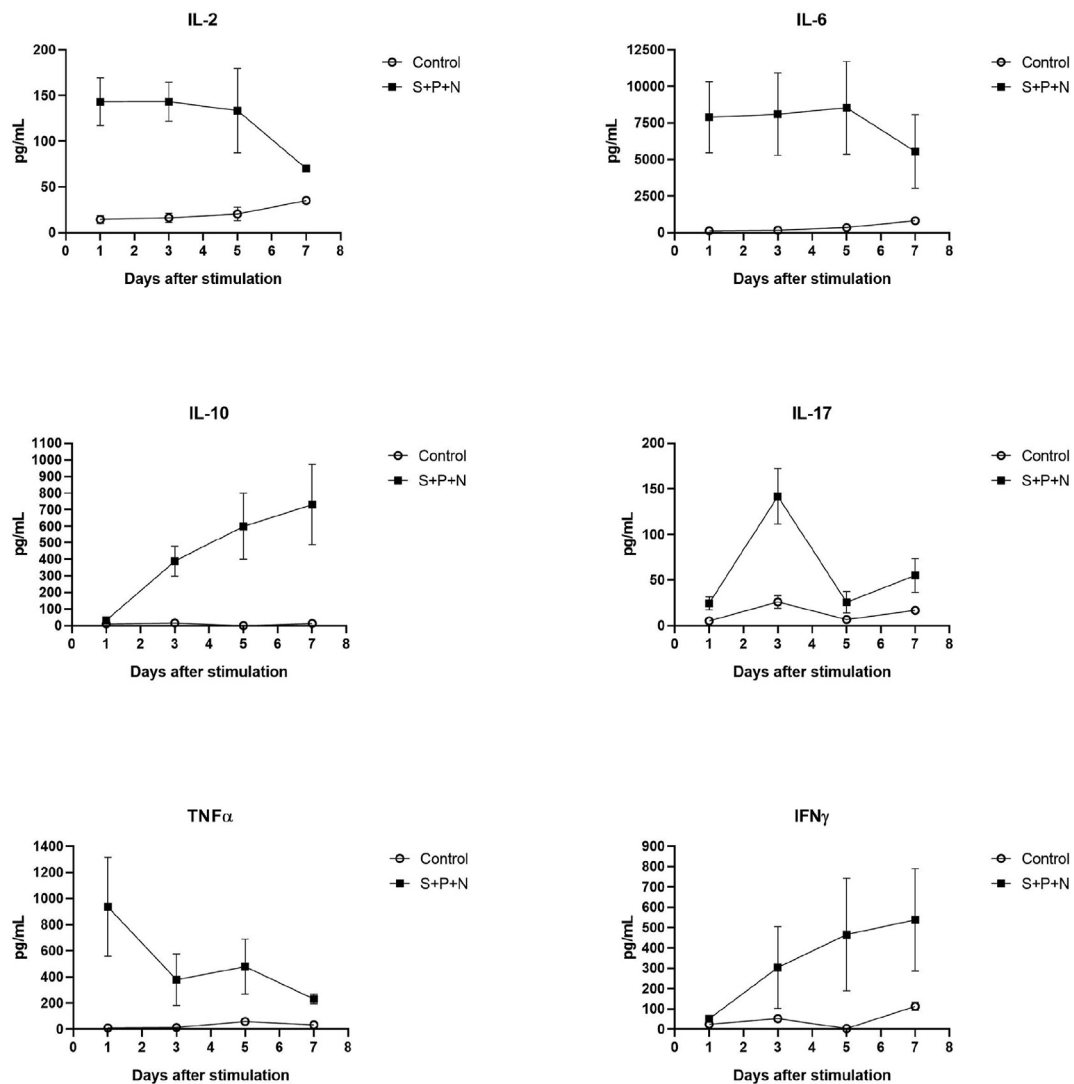 IL-2
200
150
100
50
0
pg/mL
0 1 2 3 4 5 6 7 8
Days after stimulation
Control
S+P+N
IL-6
12500
10000
7500
5000
2500
0
pg/mL
0 1 2 3 4 5 6 7 8
Days after stimulation
Control
S+P+N
IL-10
1100
1000
900
800
700
600
500
400
300
200
100
0
pg/mL
0 1 2 3 4 5 6 7 8
Days after stimulation
Control
S+P+N
IL-17
200
150
100
50
0
pg/mL
0 1 2 3 4 5 6 7 8
Days after stimulation
Control
S+P+N
TNFα
1400
1200
1000
800
600
400
200
0
pg/mL
0 1 2 3 4 5 6 7 8
Days after stimulation
Control
S+P+N
IFNγ
900
800
700
600
500
400
300
200
100
0
pg/mL
0 1 2 3 4 5 6 7 8
Days after stimulation
Control
S+P+N